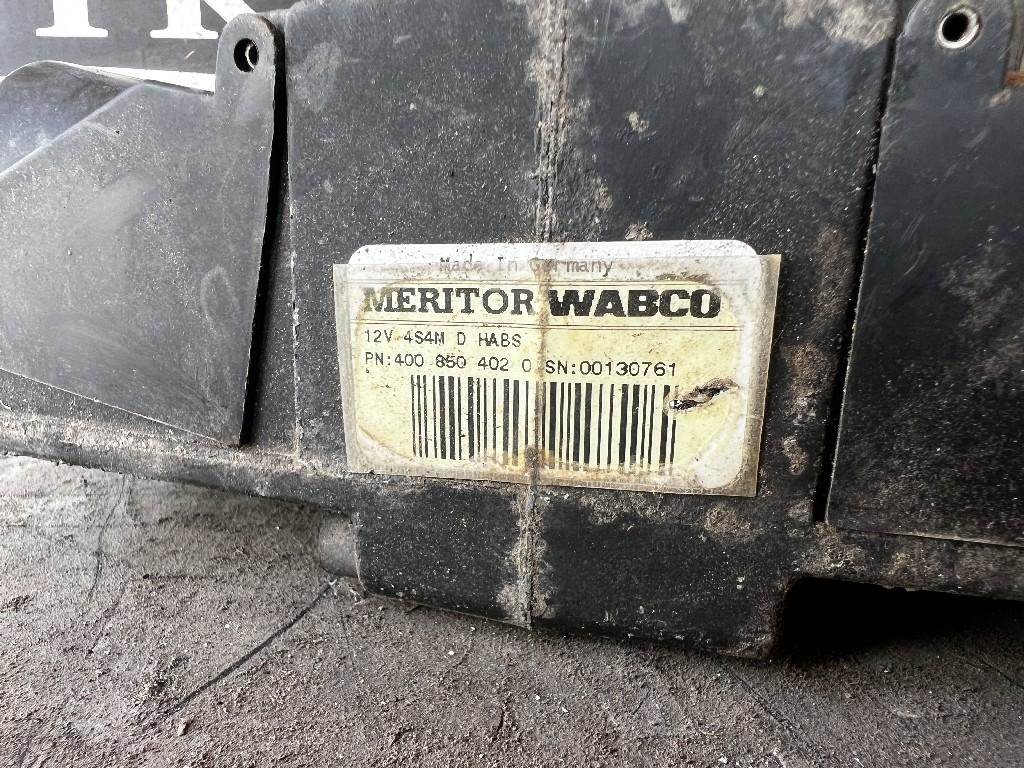 Made In Germany
MERITOR WABCO
12V 4S4M D HABS
PN:400 850 402 0 SN:00130761